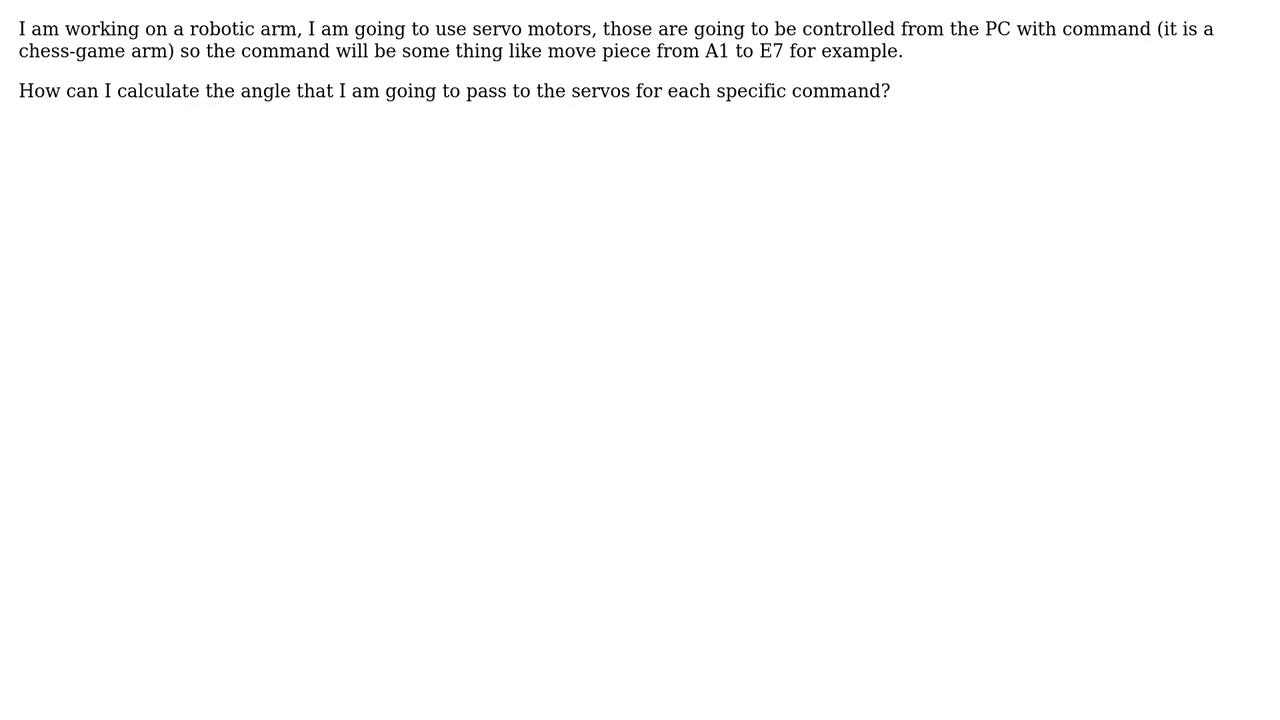 I am working on a robotic arm, I am going to use servo motors, those are going to be controlled from the PC with command (it is a
chess-game arm) so the command will be some thing like move piece from A1 to E7 for example.
How can I calculate the angle that I am going to pass to the servos for each specific command?